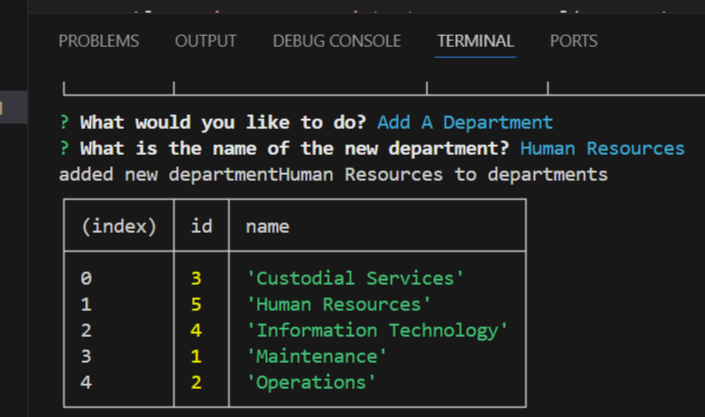 PROBLEMS OUTPUT DEBUG CONSOLE TERMINAL PORTS
? What would you like to do? Add A Department
? What is the name of the new department? Human Resources
added new departmentHuman Resources to departments
(index) id name
0 3 'Custodial Services'
1 5 'Human Resources'
2 4 'Information Technology'
3 1 'Maintenance'
4 2 'Operations'